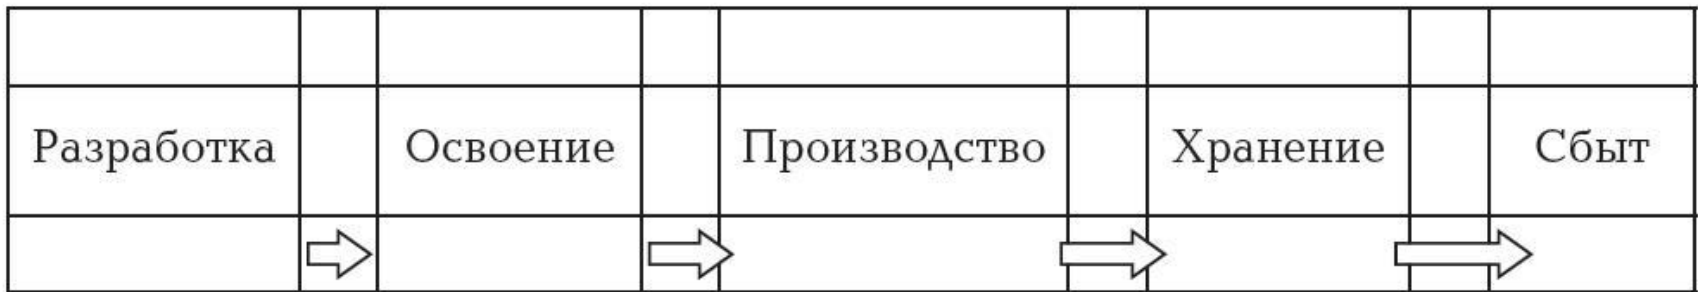 Разработка Освоение Производство Хранение Сбыт